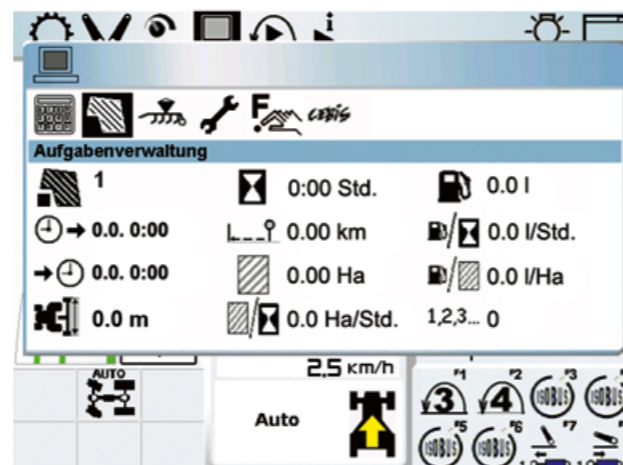 i
F
CEBIS
Aufgabenverwaltung
1 0:00 Std. 0.0 l
0.0. 0:00 0.00 km 0.0 l/Std.
0.0. 0:00 0.00 Ha 0.0 l/Ha
0.0 m 0.0 Ha/Std. 1,2,3... 0
AUTO
2,5 km/h
Auto
F1 F2 F3
3 4 ISOBUS
F5 F6 F7
ISOBUS ISOBUS